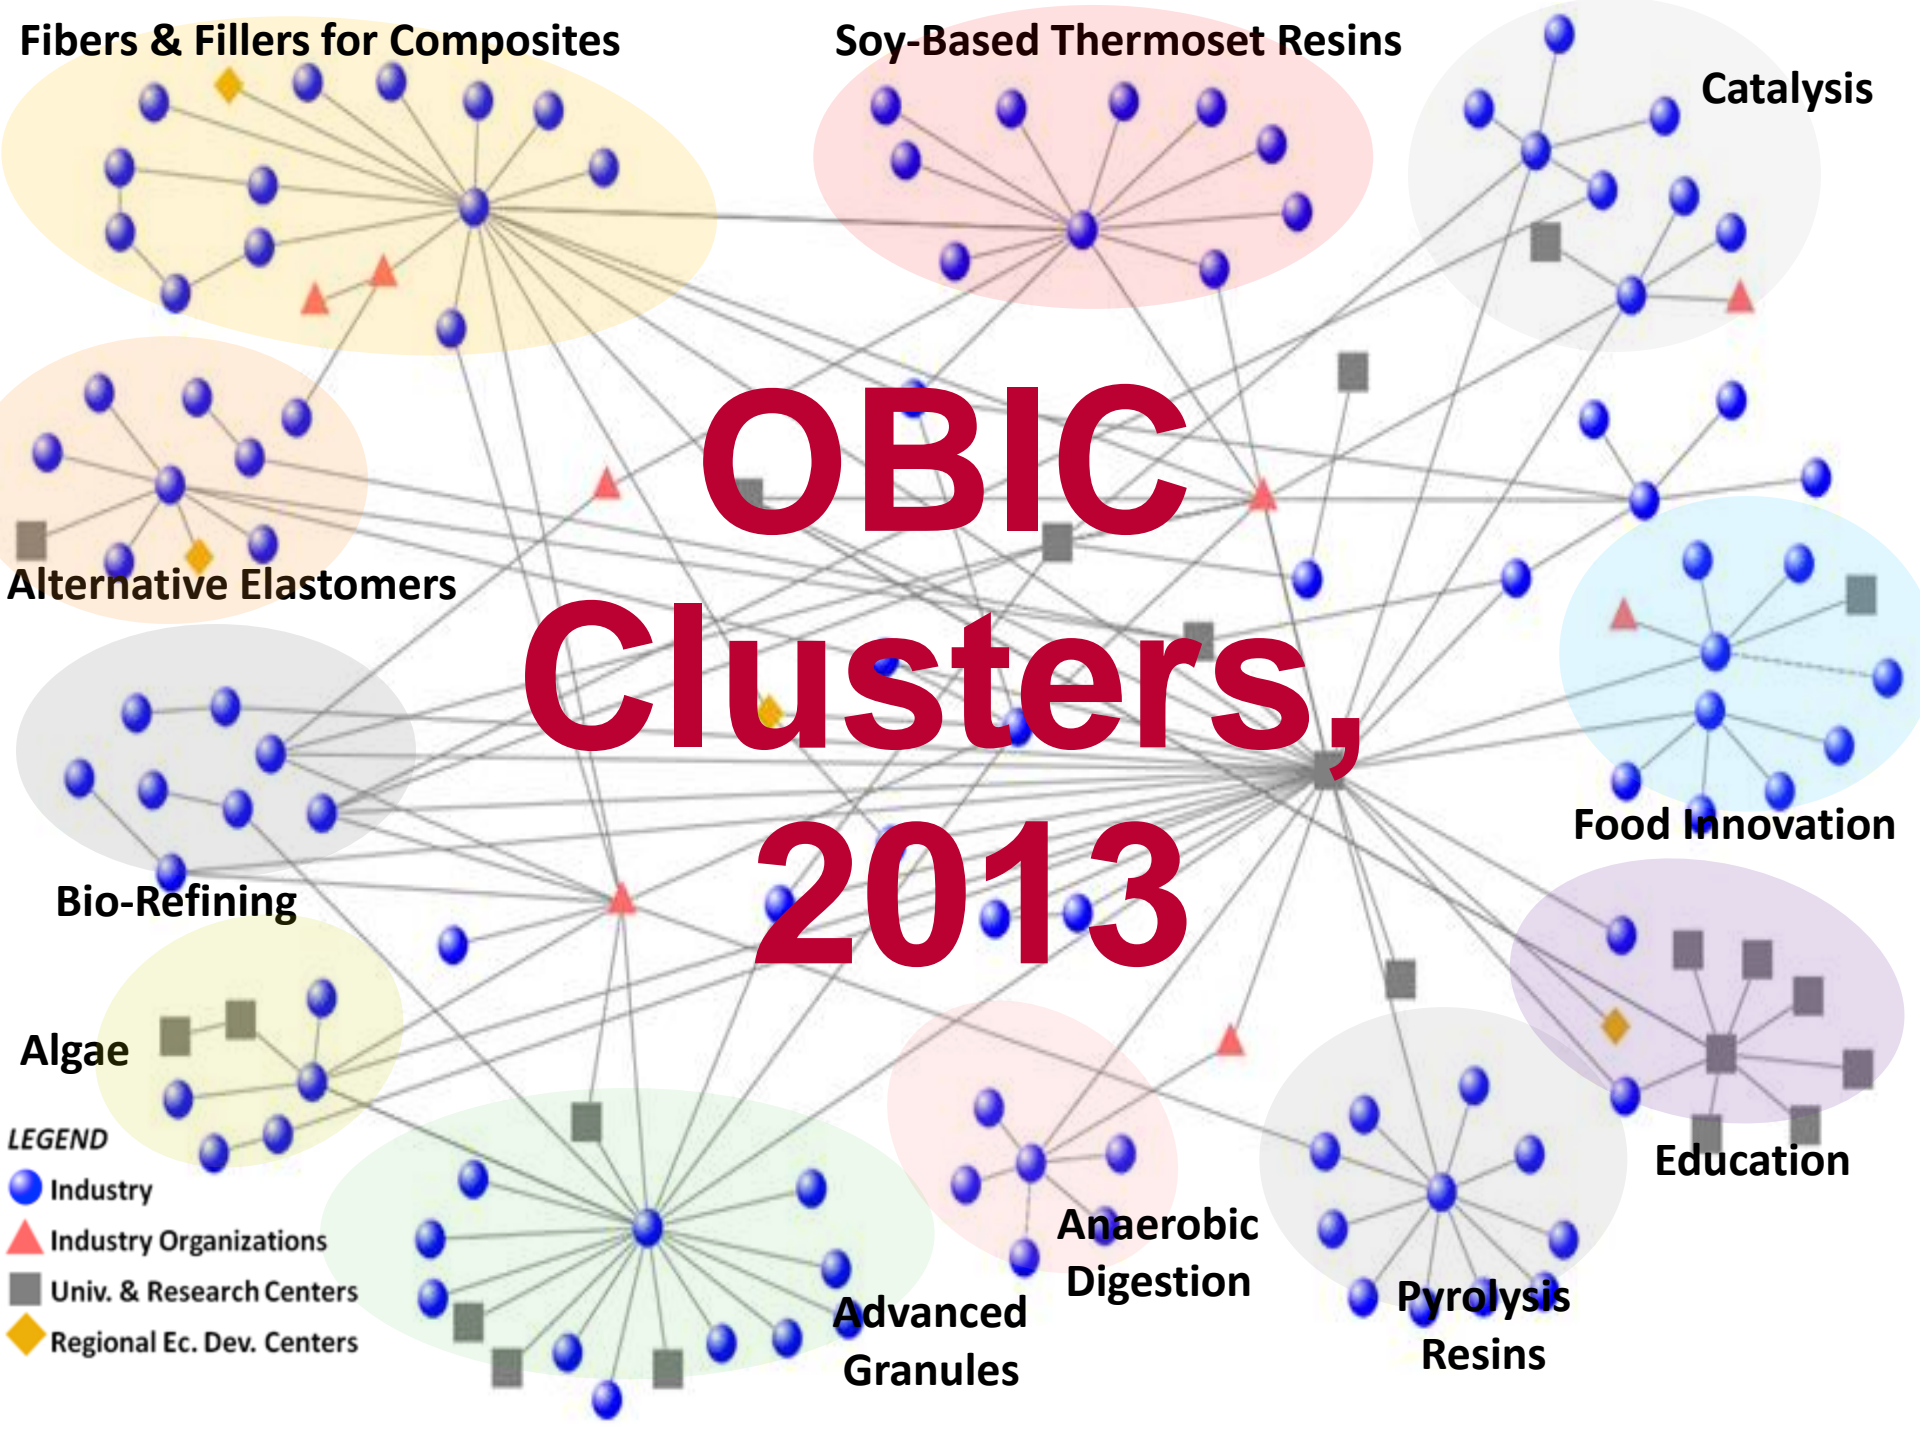 Fibers & Fillers for Composites
Soy-Based Thermoset Resins
Catalysis
OBIC
Clusters,
2013
Alternative Elastomers
Food Innovation
Bio-Refining
Algae
Education
Anaerobic
Digestion
Pyrolysis
Resins
Advanced
Granules
LEGEND
Industry
Industry Organizations
Univ. & Research Centers
Regional Ec. Dev. Centers